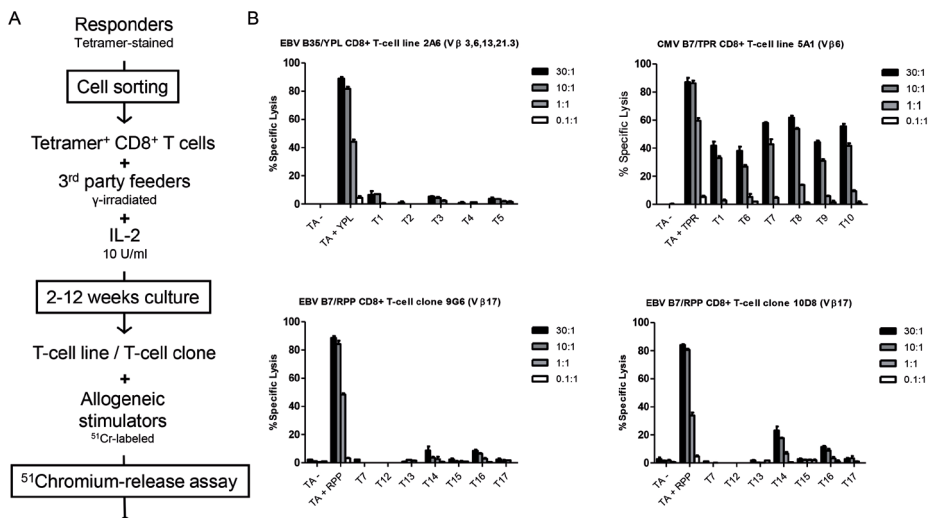 A
Responders
Tetramer-stained
Cell sorting
Tetramer⁺ CD8⁺ T cells
+
3rd party feeders
γ-irradiated
+
IL-2
10 U/ml
2-12 weeks culture
T-cell line / T-cell clone
+
Allogeneic
stimulators
⁵¹Cr-labeled
⁵¹Chromium-release assay
B
EBV B35/YPL CD8+ T-cell line 2A6 (Vβ 3,6,13,21.3)
% Specific Lysis
100
80
60
40
20
0
TA -
TA + YPL
T1
T2
T3
T4
T5
30:1
10:1
1:1
0.1:1
CMV B7/TPR CD8+ T-cell line 5A1 (Vβ6)
% Specific Lysis
100
80
60
40
20
0
TA -
TA + TPR
T1
T6
T7
T8
T9
T10
30:1
10:1
1:1
0.1:1
EBV B7/RPP CD8+ T-cell clone 9G6 (Vβ17)
% Specific Lysis
100
80
60
40
20
0
TA -
TA + RPP
T7
T12
T13
T14
T15
T16
T17
30:1
10:1
1:1
0.1:1
EBV B7/RPP CD8+ T-cell clone 10D8 (Vβ17)
% Specific Lysis
100
80
60
40
20
0
TA -
TA + RPP
T7
T12
T13
T14
T15
T16
T17
30:1
10:1
1:1
0.1:1